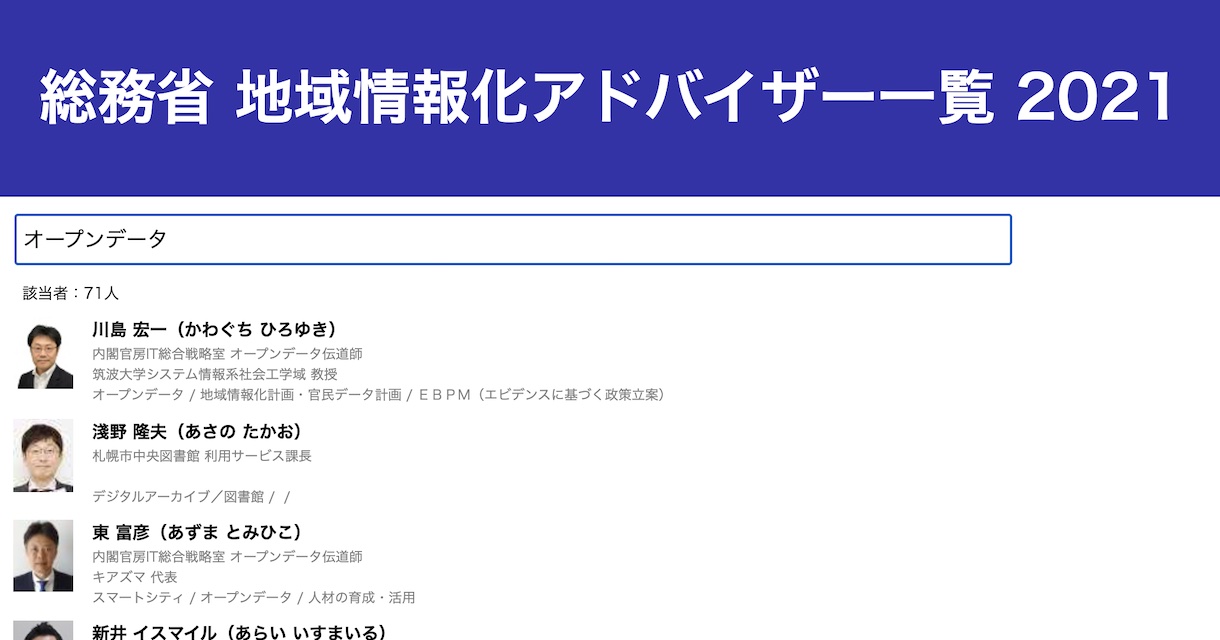 総務省 地域情報化アドバイザー一覧 2021
オープンデータ
該当者：71人
川島 宏一（かわぐち ひろゆき）
内閣官房IT総合戦略室 オープンデータ伝道師
筑波大学システム情報系社会工学域 教授
オープンデータ / 地域情報化計画・官民データ計画 / ＥＢＰＭ（エビデンスに基づく政策立案）
淺野 隆夫（あさの たかお）
札幌市中央図書館 利用サービス課長
デジタルアーカイブ／図書館 / /
東 富彦（あずま とみひこ）
内閣官房IT総合戦略室 オープンデータ伝道師
キアズマ 代表
スマートシティ / オープンデータ / 人材の育成・活用
新井 イスマイル（あらい いすまいる）